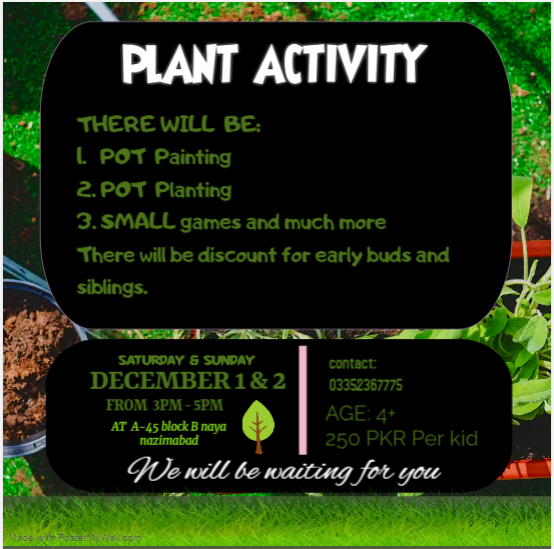 PLANT ACTIVITY
THERE WILL BE:
1. POT Painting
2. POT Planting
3. SMALL games and much more
There will be discount for early buds and
siblings.
SATURDAY & SUNDAY
DECEMBER 1 & 2
FROM 3PM - 5PM
AT A-45 block B naya
nazimabad
contact:
03352367775
AGE: 4+
250 PKR Per kid
We will be waiting for you
Made with PosterMyWall.com